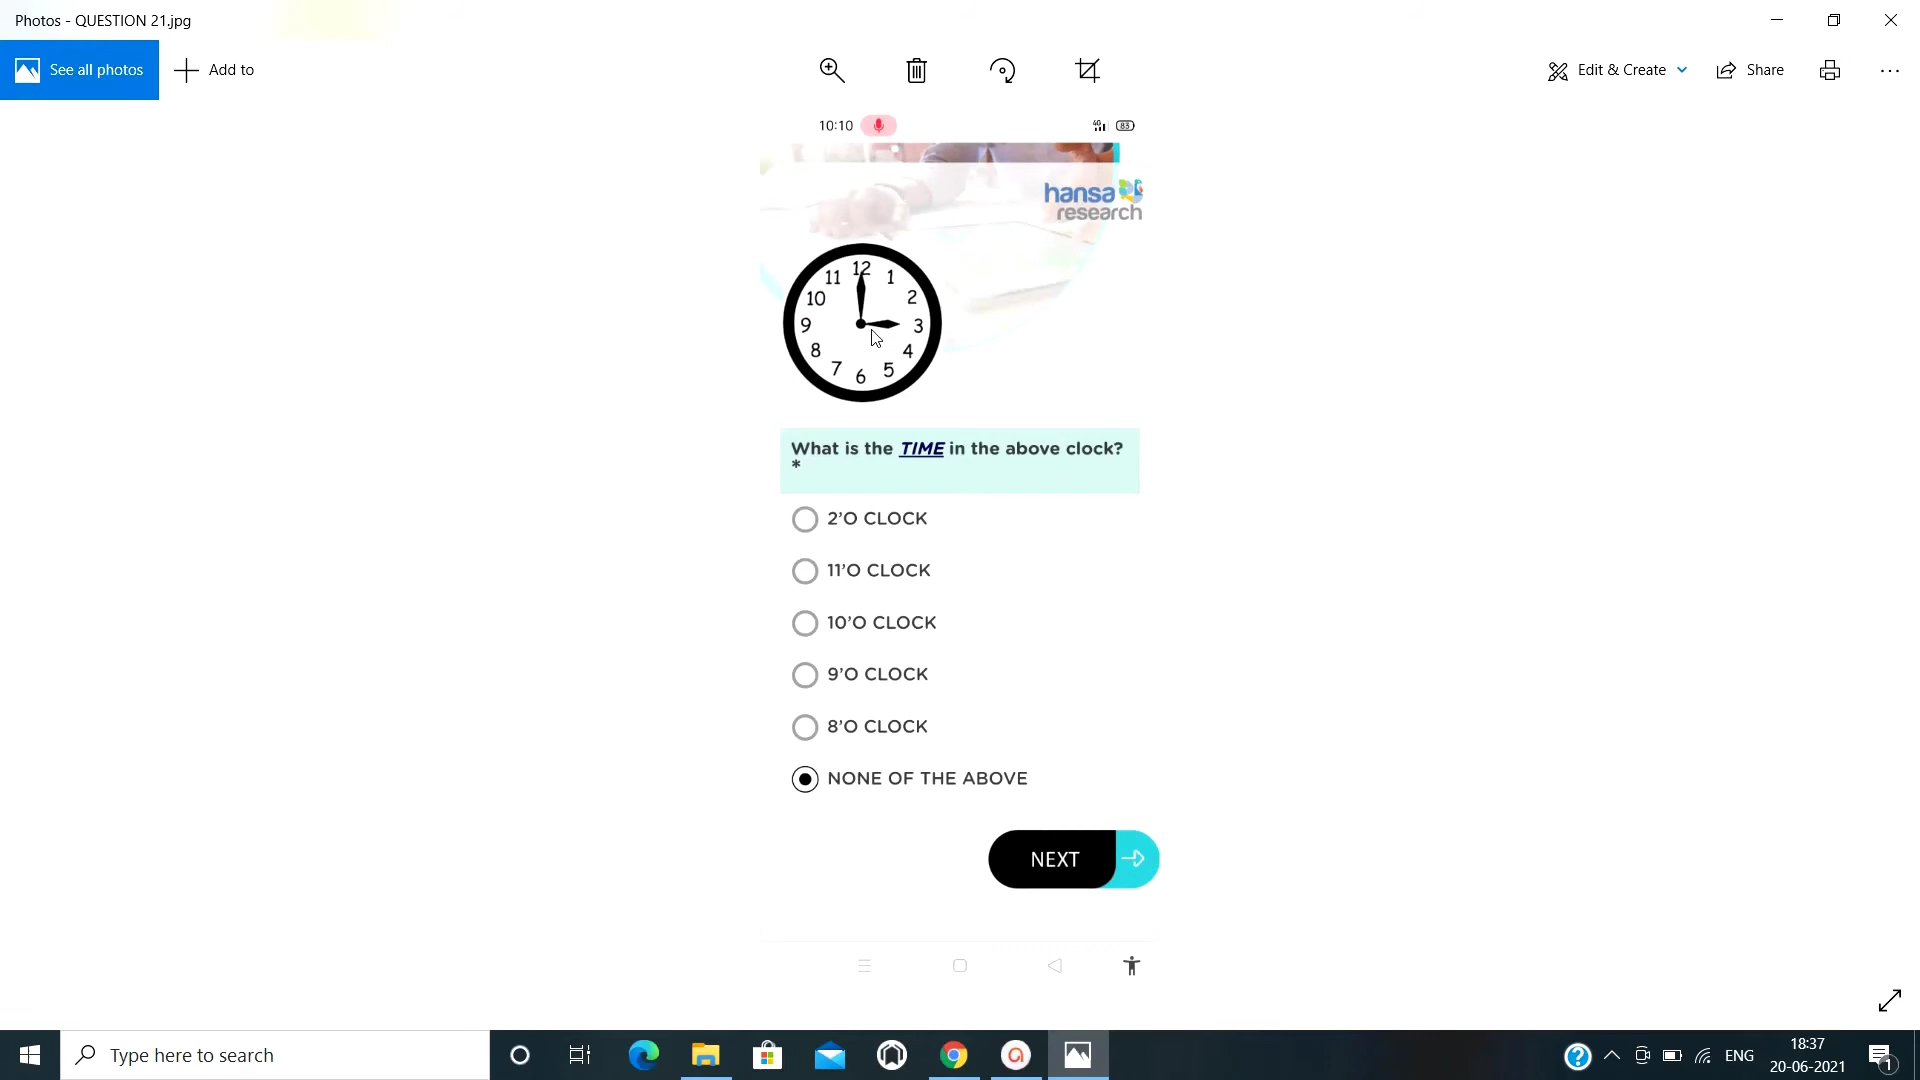 Photos - QUESTION 21.jpg
See all photos
Add to
Edit & Create
Share
10:10
4G
83
hansa
research
12
11
1
10
2
9
3
8
4
7
5
6
What is the TIME in the above clock?
*
2’O CLOCK
11’O CLOCK
10’O CLOCK
9’O CLOCK
8’O CLOCK
NONE OF THE ABOVE
NEXT
Type here to search
ENG
18:37
20-06-2021
1